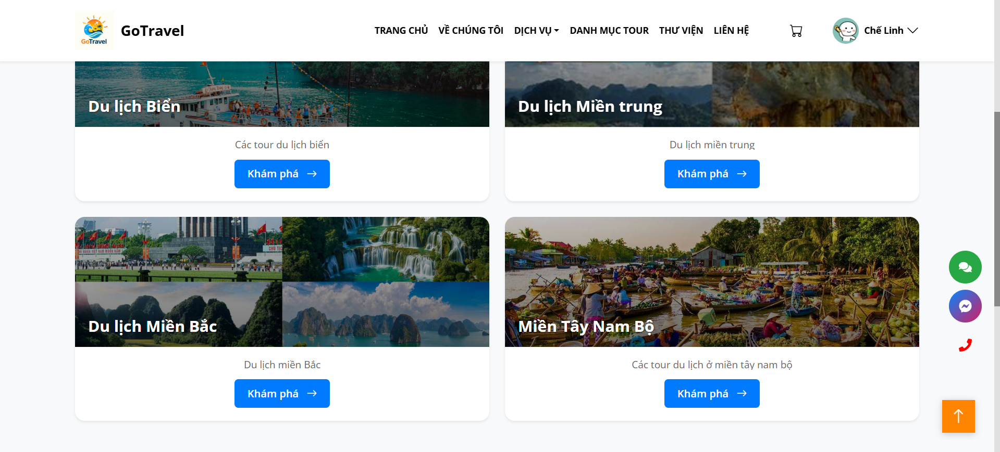 GoTravel
GoTravel
TRANG CHỦ VỀ CHÚNG TÔI DỊCH VỤ DANH MỤC TOUR THƯ VIỆN LIÊN HỆ
Chế Linh
Du lịch Biển
Du lịch Miền trung
Các tour du lịch biển
Du lịch miền trung
Khám phá
Khám phá
CHỦ TỊC
Du lịch Miền Bắc
Miền Tây Nam Bộ
Du lịch miền Bắc
Các tour du lịch ở miền tây nam bộ
Khám phá
Khám phá